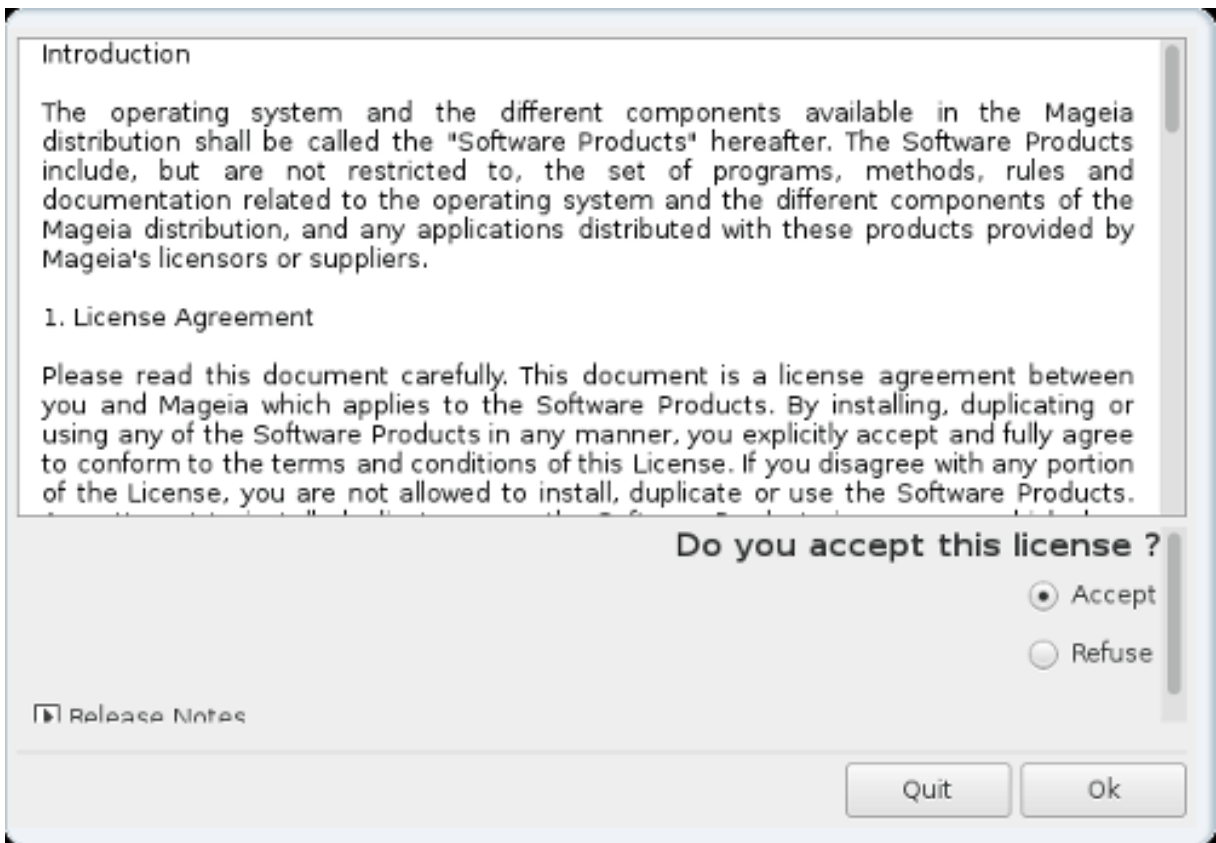 Introduction
The operating system and the different components available in the Mageia
distribution shall be called the "Software Products" hereafter. The Software Products
include, but are not restricted to, the set of programs, methods, rules and
documentation related to the operating system and the different components of the
Mageia distribution, and any applications distributed with these products provided by
Mageia's licensors or suppliers.
1. License Agreement
Please read this document carefully. This document is a license agreement between
you and Mageia which applies to the Software Products. By installing, duplicating or
using any of the Software Products in any manner, you explicitly accept and fully agree
to conform to the terms and conditions of this License. If you disagree with any portion
of the License, you are not allowed to install, duplicate or use the Software Products.
Do you accept this license ?
Accept
Refuse
Release Notes
Quit
Ok